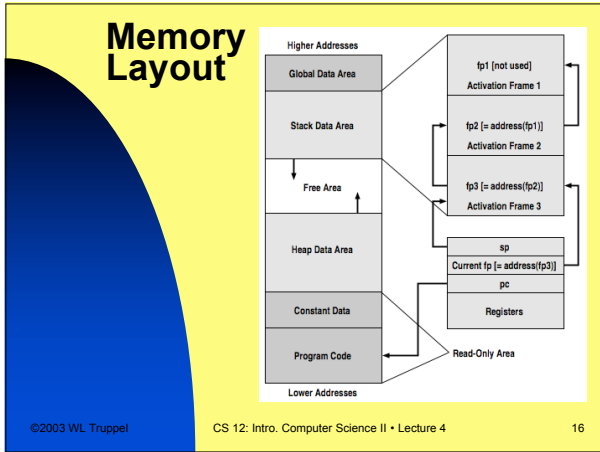 Memory
Layout
Higher Addresses
Global Data Area
Stack Data Area
Free Area
Heap Data Area
Constant Data
Program Code
Lower Addresses
fp1 [not used]
Activation Frame 1
fp2 [= address(fp1)]
Activation Frame 2
fp3 [= address(fp2)]
Activation Frame 3
sp
Current fp [= address(fp3)]
pc
Registers
Read-Only Area
©2003 WL Truppel
CS 12: Intro. Computer Science II • Lecture 4
16